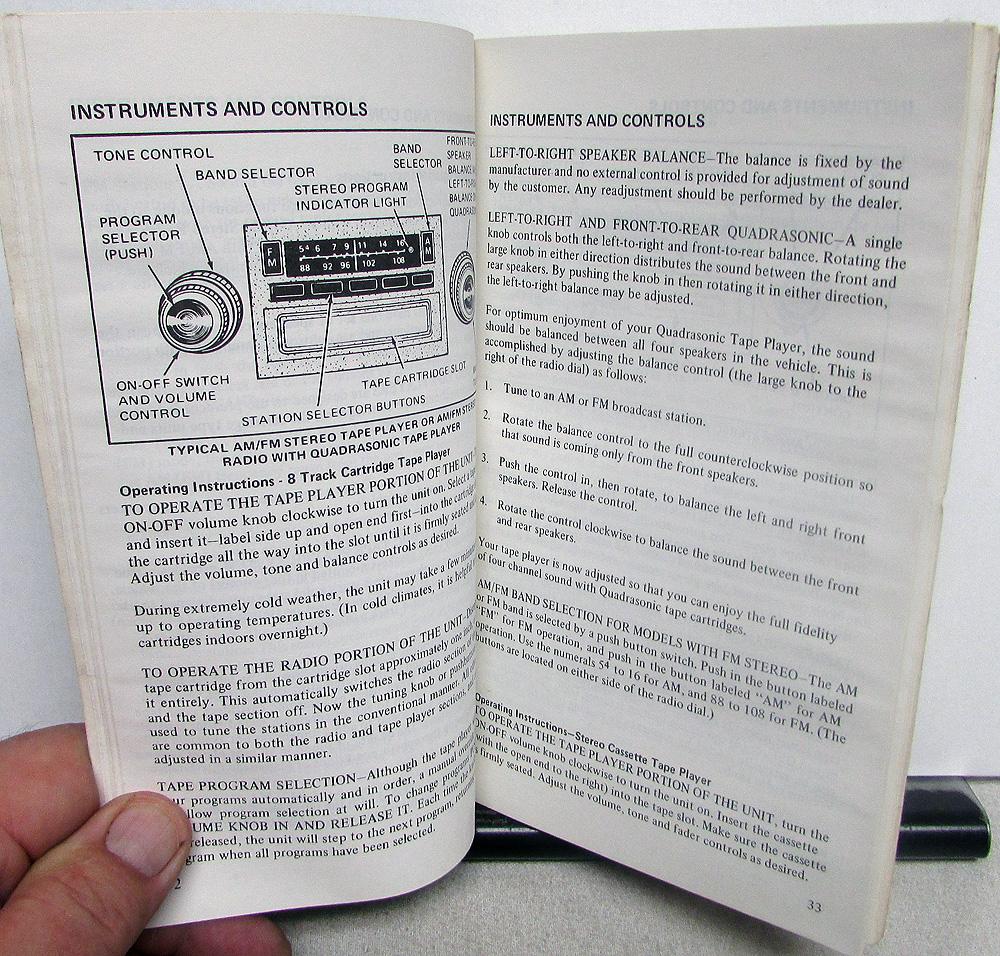 INSTRUMENTS AND CONTROLS
TONE CONTROL
BAND SELECTOR
BAND
SELECTOR
STEREO PROGRAM
INDICATOR LIGHT
PROGRAM
SELECTOR
(PUSH)
SPEAKER
FM
AM
5⁴ 6 7 9 11 14 16
88 92 96 102 108
ON-OFF SWITCH
AND VOLUME
CONTROL
TAPE CARTRIDGE SLOT
STATION SELECTOR BUTTONS
TYPICAL AM/FM STEREO TAPE PLAYER OR AM/FM STEREO
RADIO WITH QUADRASONIC TAPE PLAYER
Operating Instructions - 8 Track Cartridge Tape Player
TO OPERATE THE TAPE PLAYER PORTION OF THE UNIT
ON-OFF volume knob clockwise to turn the unit on. Select a
and insert it—label side up and open end first—into the
the cartridge all the way into the slot until it is firmly seated
Adjust the volume, tone and balance controls as desired.
During extremely cold weather, the unit may take a few
up to operating temperatures. (In cold climates, it is
cartridges indoors overnight.)
TO OPERATE THE RADIO PORTION OF THE UNIT
tape cartridge from the cartridge slot approximately one
it entirely. This automatically switches the radio section
and the tape section off. Now the tuning knob or
used to tune the stations in the conventional manner.
are common to both the radio and tape player sections,
adjusted in a similar manner.
TAPE PROGRAM SELECTION—Although the tape
programs automatically and in order, a manual
program selection at will. To change
KNOB IN AND RELEASE IT. Each time the
released, the unit will step to the next program,
when all programs have been selected.
2
INSTRUMENTS AND CONTROLS
LEFT-TO-RIGHT SPEAKER BALANCE—The balance is fixed by the
manufacturer and no external control is provided for adjustment of sound
by the customer. Any readjustment should be performed by the dealer.
LEFT-TO-RIGHT AND FRONT-TO-REAR QUADRASONIC—A single
knob controls both the left-to-right and front-to-rear balance. Rotating the
large knob in either direction distributes the sound between the front and
rear speakers. By pushing the knob in then rotating it in either direction,
the left-to-right balance may be adjusted.
For optimum enjoyment of your Quadrasonic Tape Player, the sound
should be balanced between all four speakers in the vehicle. This is
accomplished by adjusting the balance control (the large knob to the
right of the radio dial) as follows:
1. Tune to an AM or FM broadcast station.
2. Rotate the balance control to the full counterclockwise position so
that sound is coming only from the front speakers.
3. Push the control in, then rotate, to balance the left and right front
speakers. Release the control.
4. Rotate the control clockwise to balance the sound between the front
and rear speakers.
Your tape player is now adjusted so that you can enjoy the full fidelity
of four channel sound with Quadrasonic tape cartridges.
AM/FM BAND SELECTION FOR MODELS WITH FM STEREO—The AM
or FM band is selected by a push button switch. Push in the button labeled
"FM" for FM operation, and push in the button labeled "AM" for AM
operation. Use the numerals 5⁴ to 16 for AM, and 88 to 108 for FM. (The
buttons are located on either side of the radio dial.)
Operating Instructions—Stereo Cassette Tape Player
TO OPERATE THE TAPE PLAYER PORTION OF THE UNIT, turn the
ON-OFF volume knob clockwise to turn the unit on. Insert the cassette
with the open end to the right) into the tape slot. Make sure the cassette
is firmly seated. Adjust the volume, tone and fader controls as desired.
33